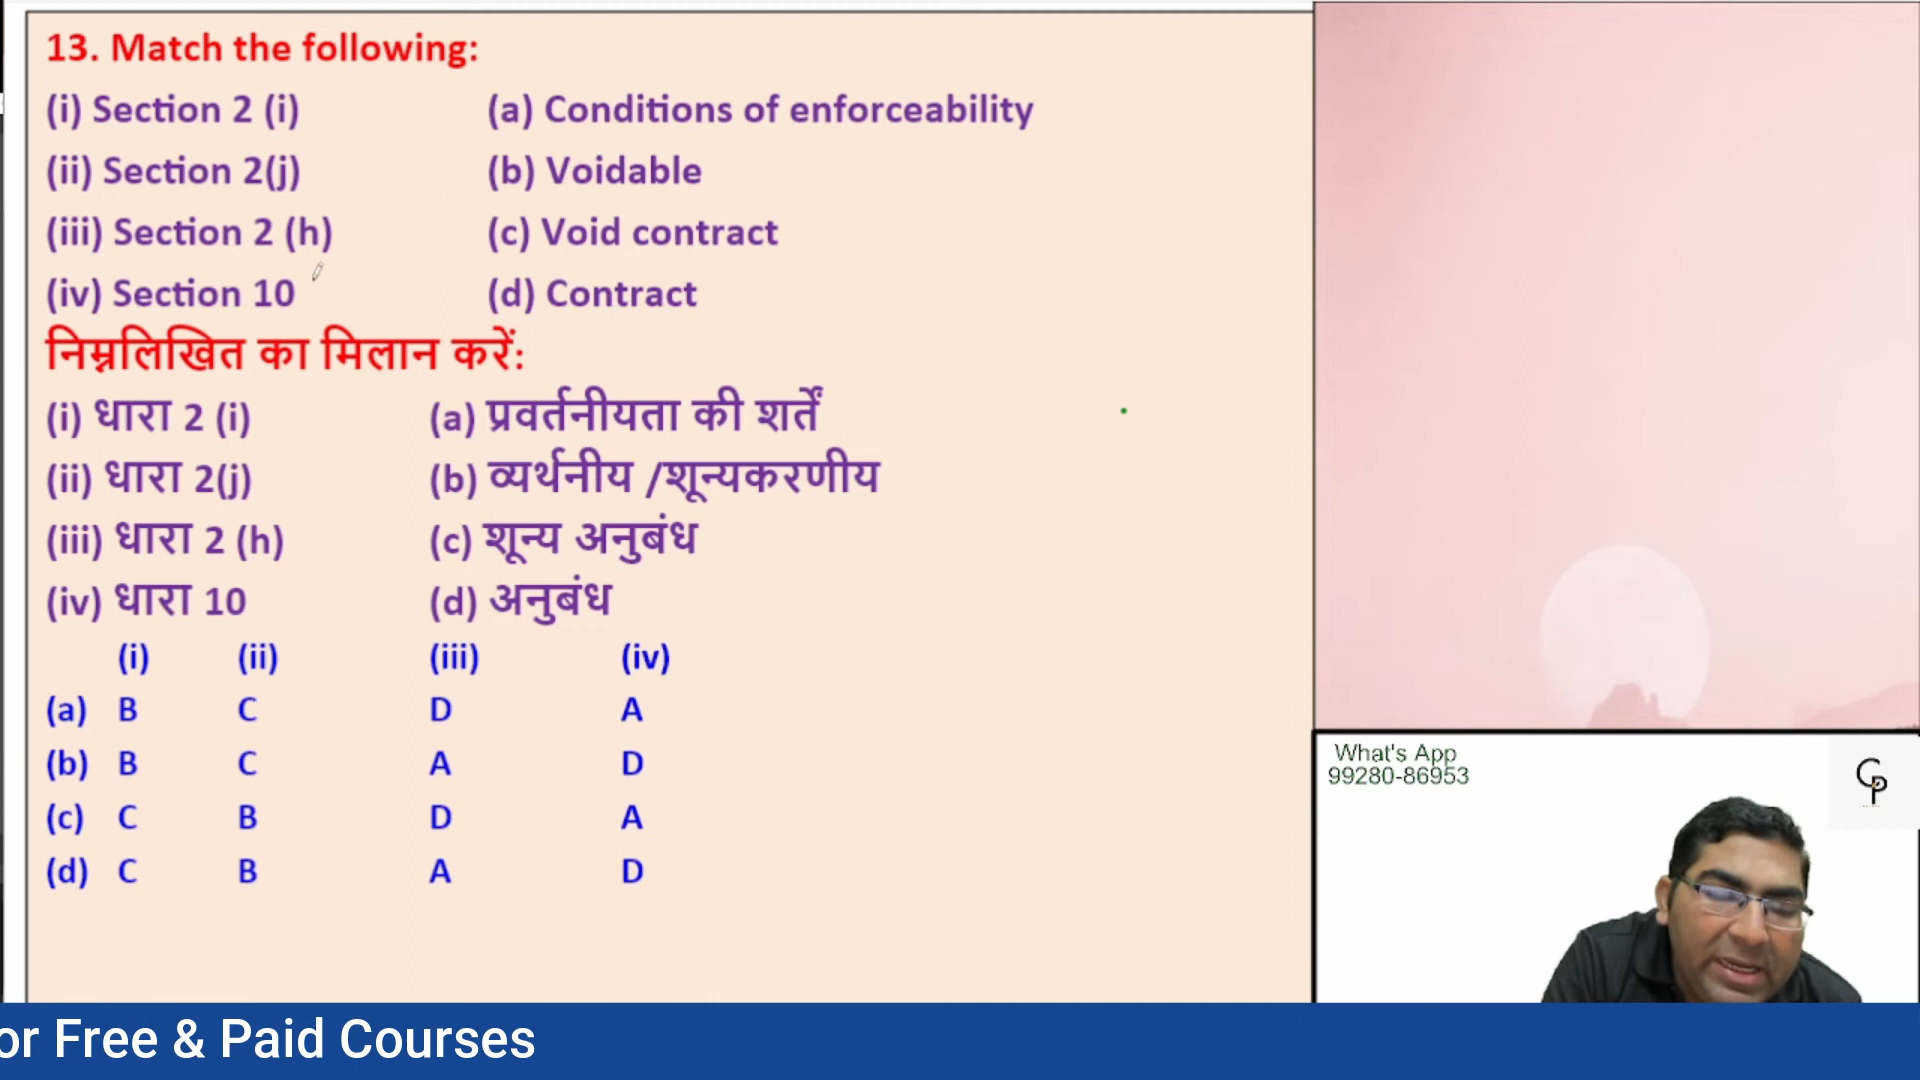 13. Match the following:
(i) Section 2 (i) (a) Conditions of enforceability
(ii) Section 2(j) (b) Voidable
(iii) Section 2 (h) (c) Void contract
(iv) Section 10 (d) Contract
निम्नलिखित का मिलान करें:
(i) धारा 2 (i) (a) प्रवर्तनीयता की शर्तें
(ii) धारा 2(j) (b) व्यर्थनीय /शून्यकरणीय
(iii) धारा 2 (h) (c) शून्य अनुबंध
(iv) धारा 10 (d) अनुबंध
(i) (ii) (iii) (iv)
(a) B C D A
(b) B C A D
(c) C B D A
(d) C B A D
What's App
99280-86953
CP
or Free & Paid Courses